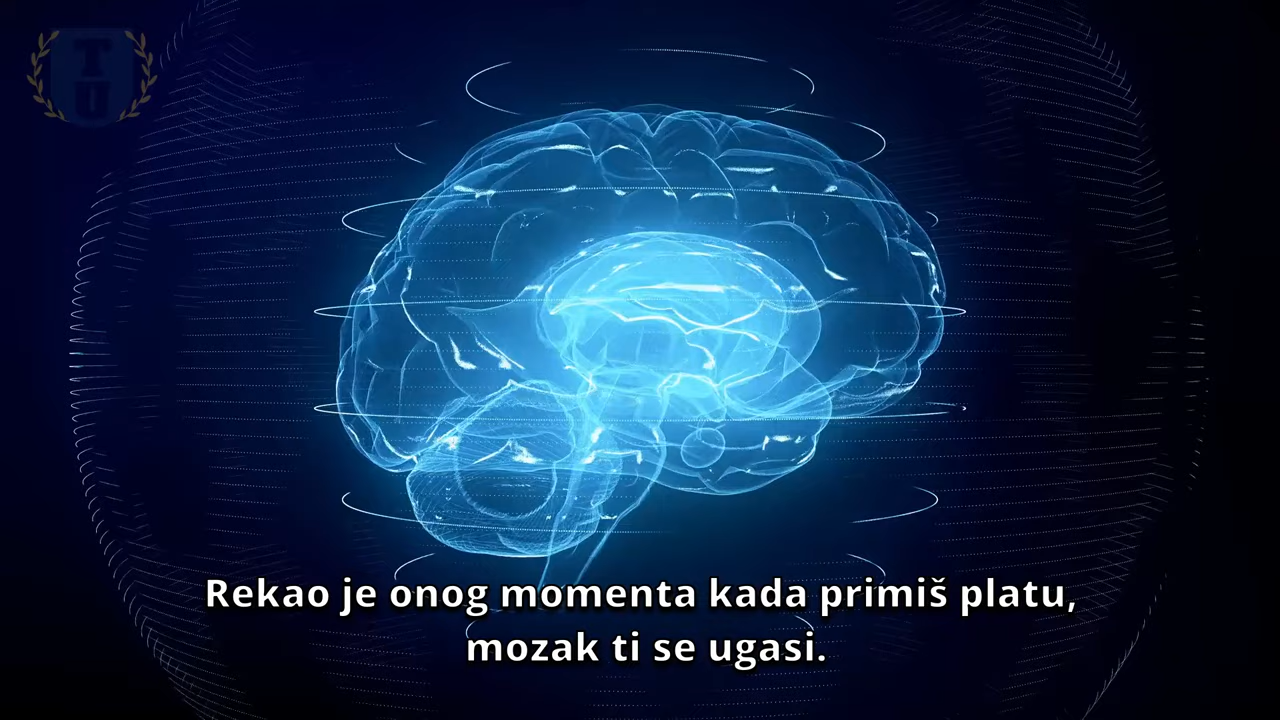 T
U
Rekao je onog momenta kada primiš platu,
mozak ti se ugasi.